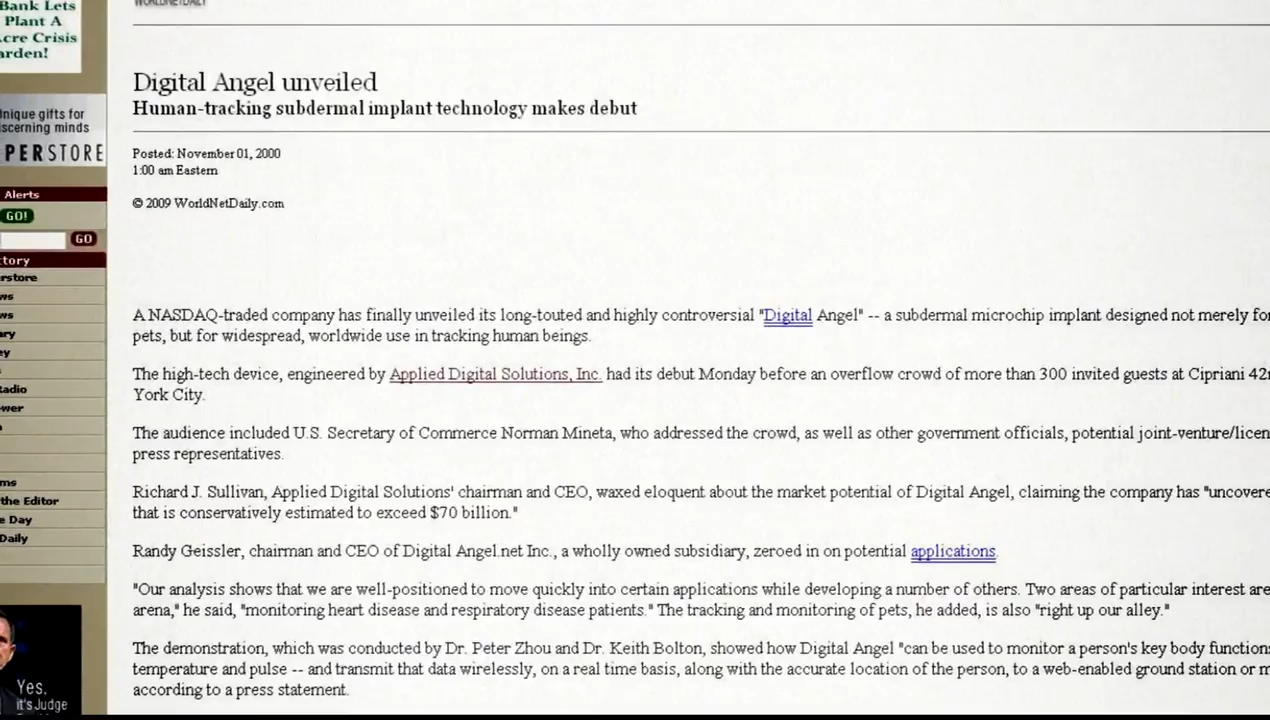 WORLDNETDAILY
Bank Lets
Plant A
Acre Crisis
arden!
nique gifts for
scerning minds
PERSTORE
Alerts
GO!
GO
tory
rstore
ws
ws
ary
ey
s
Radio
ower
n
ms
the Editor
e Day
Daily
Yes,
it's Judge
Digital Angel unveiled
Human-tracking subdermal implant technology makes debut
Posted: November 01, 2000
1:00 am Eastern
© 2009 WorldNetDaily.com
A NASDAQ-traded company has finally unveiled its long-touted and highly controversial "Digital Angel" -- a subdermal microchip implant designed not merely for
pets, but for widespread, worldwide use in tracking human beings.
The high-tech device, engineered by Applied Digital Solutions, Inc. had its debut Monday before an overflow crowd of more than 300 invited guests at Cipriani 42n
York City.
The audience included U.S. Secretary of Commerce Norman Mineta, who addressed the crowd, as well as other government officials, potential joint-venture/licen
press representatives.
Richard J. Sullivan, Applied Digital Solutions' chairman and CEO, waxed eloquent about the market potential of Digital Angel, claiming the company has "uncovere
that is conservatively estimated to exceed $70 billion."
Randy Geissler, chairman and CEO of Digital Angel.net Inc., a wholly owned subsidiary, zeroed in on potential applications.
"Our analysis shows that we are well-positioned to move quickly into certain applications while developing a number of others. Two areas of particular interest are
arena," he said, "monitoring heart disease and respiratory disease patients." The tracking and monitoring of pets, he added, is also "right up our alley."
The demonstration, which was conducted by Dr. Peter Zhou and Dr. Keith Bolton, showed how Digital Angel "can be used to monitor a person's key body functions
temperature and pulse -- and transmit that data wirelessly, on a real time basis, along with the accurate location of the person, to a web-enabled ground station or m
according to a press statement.